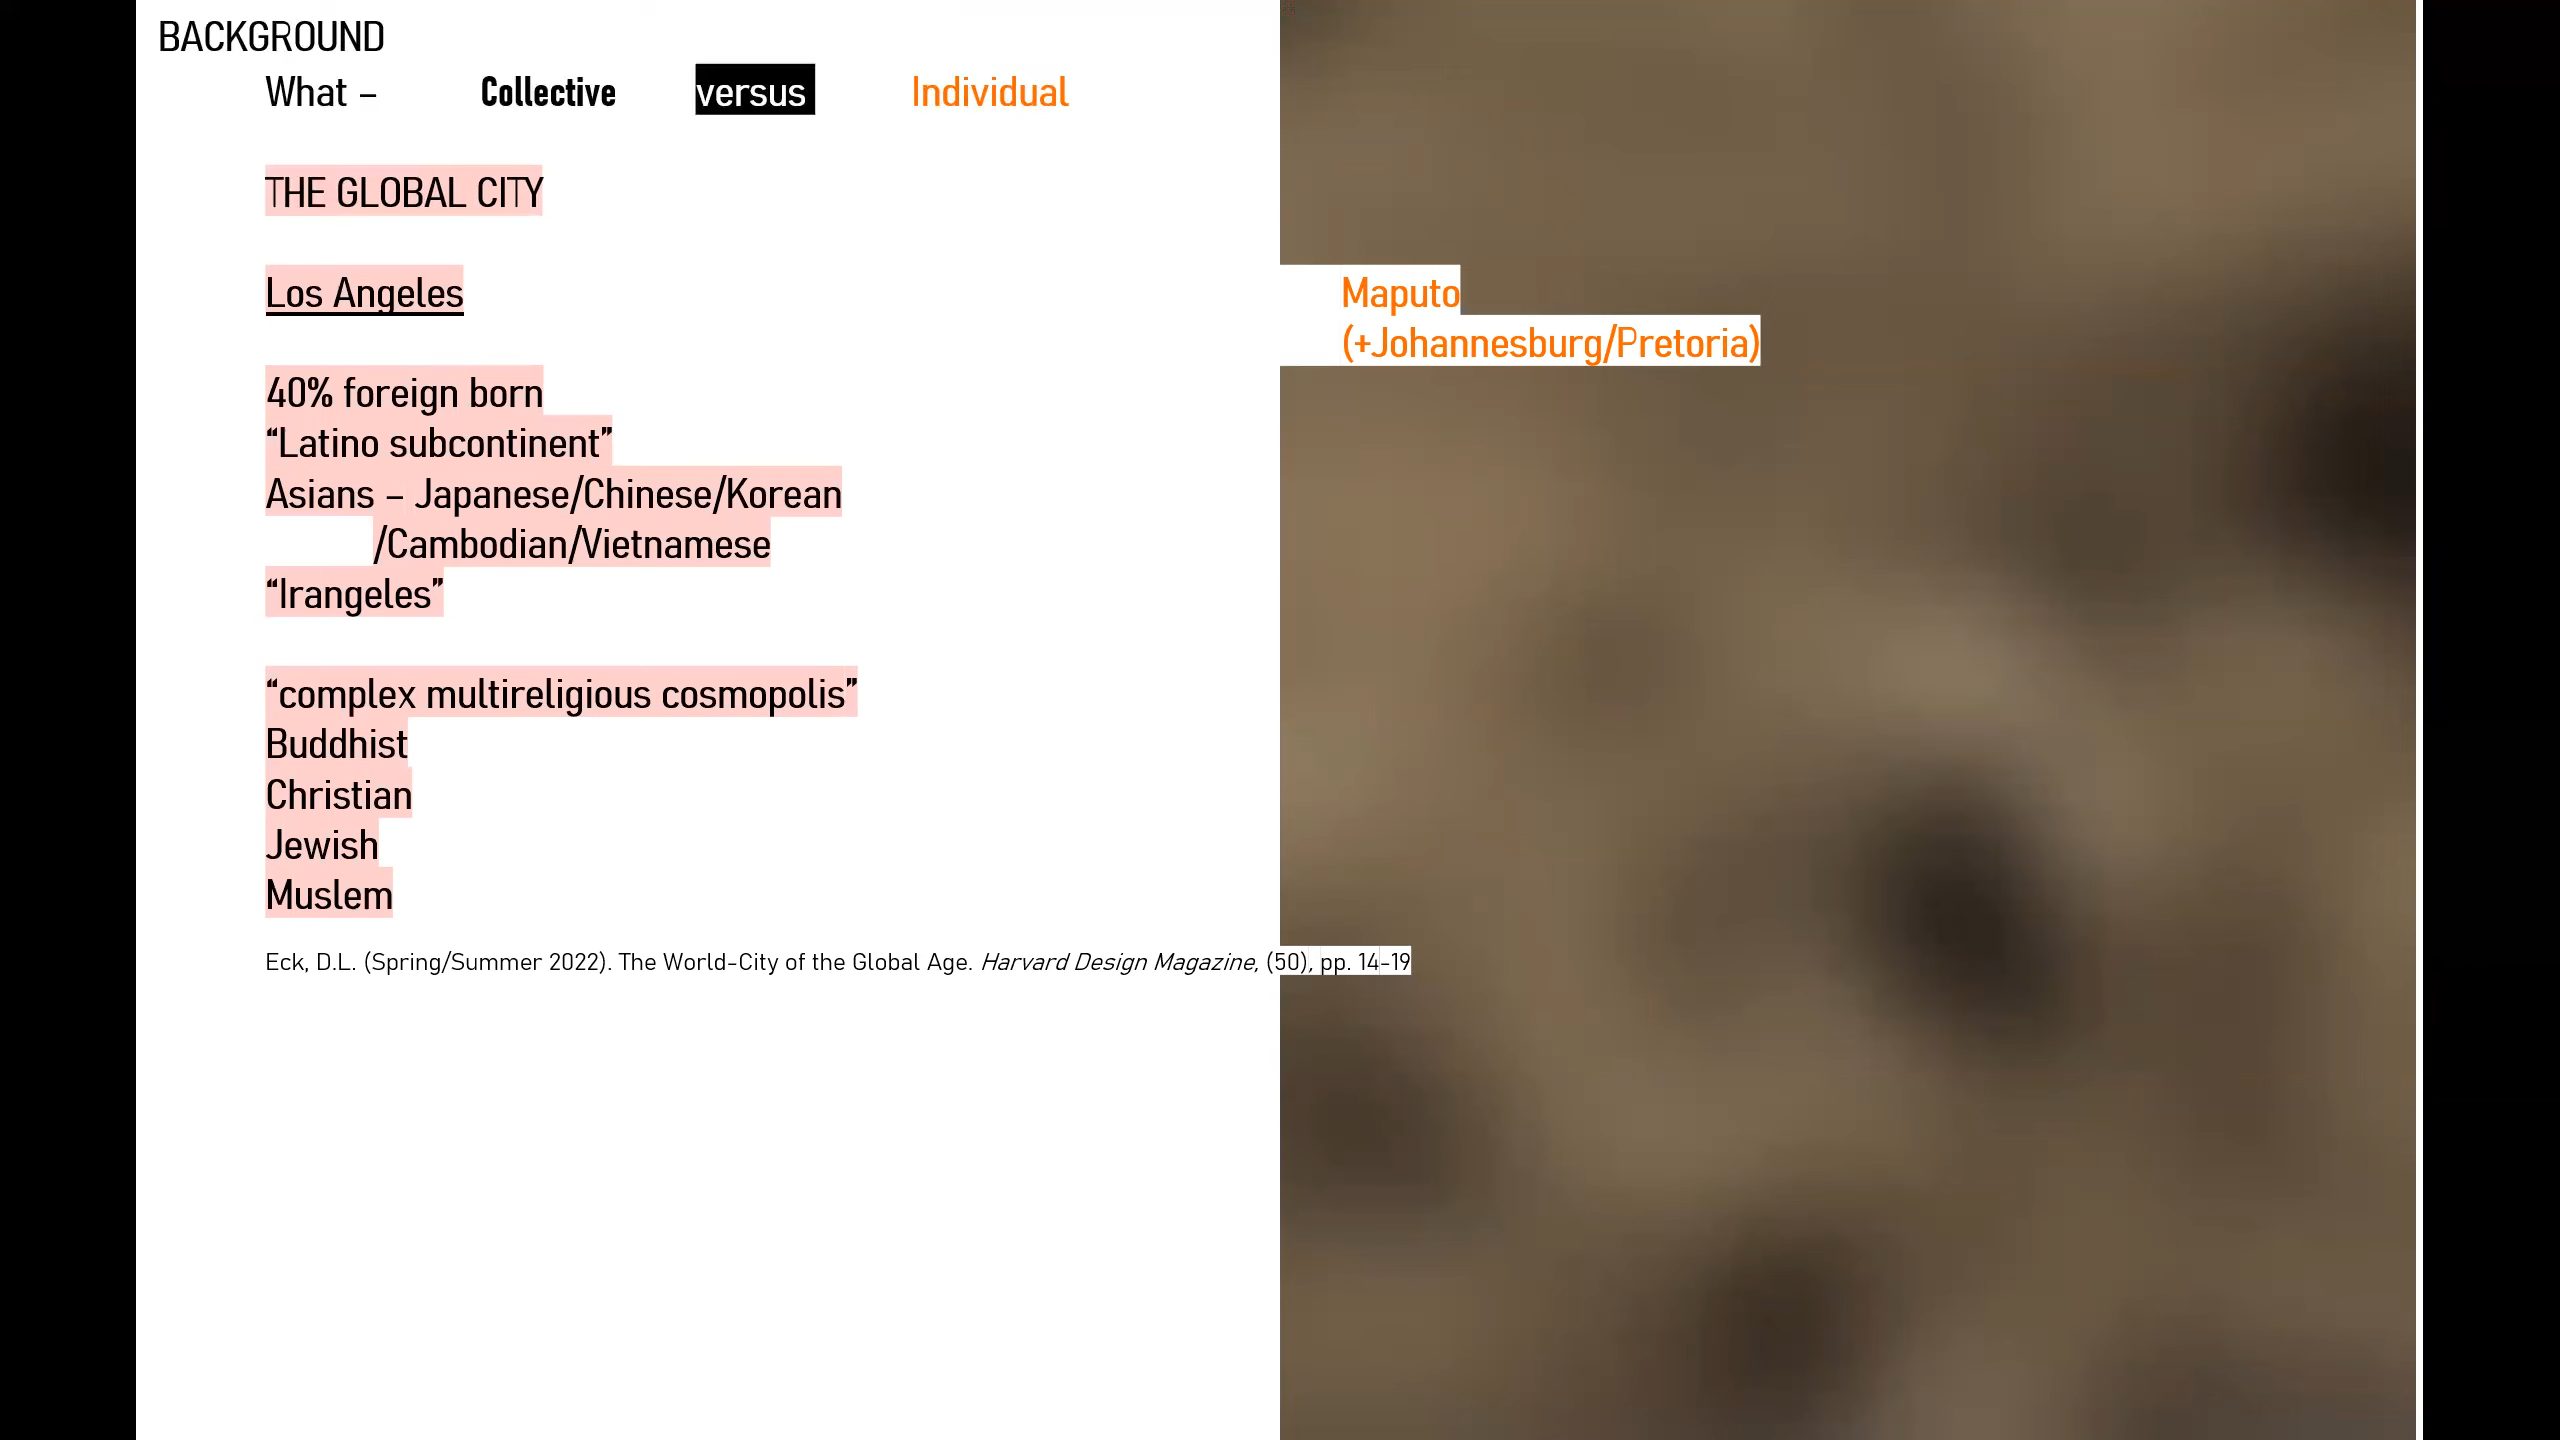 BACKGROUND
What – Collective versus Individual
THE GLOBAL CITY
Los Angeles
Maputo
(+Johannesburg/Pretoria)
40% foreign born
“Latino subcontinent”
Asians – Japanese/Chinese/Korean
/Cambodian/Vietnamese
“Irangeles”
“complex multireligious cosmopolis”
Buddhist
Christian
Jewish
Muslem
Eck, D.L. (Spring/Summer 2022). The World-City of the Global Age. Harvard Design Magazine, (50), pp. 14-19